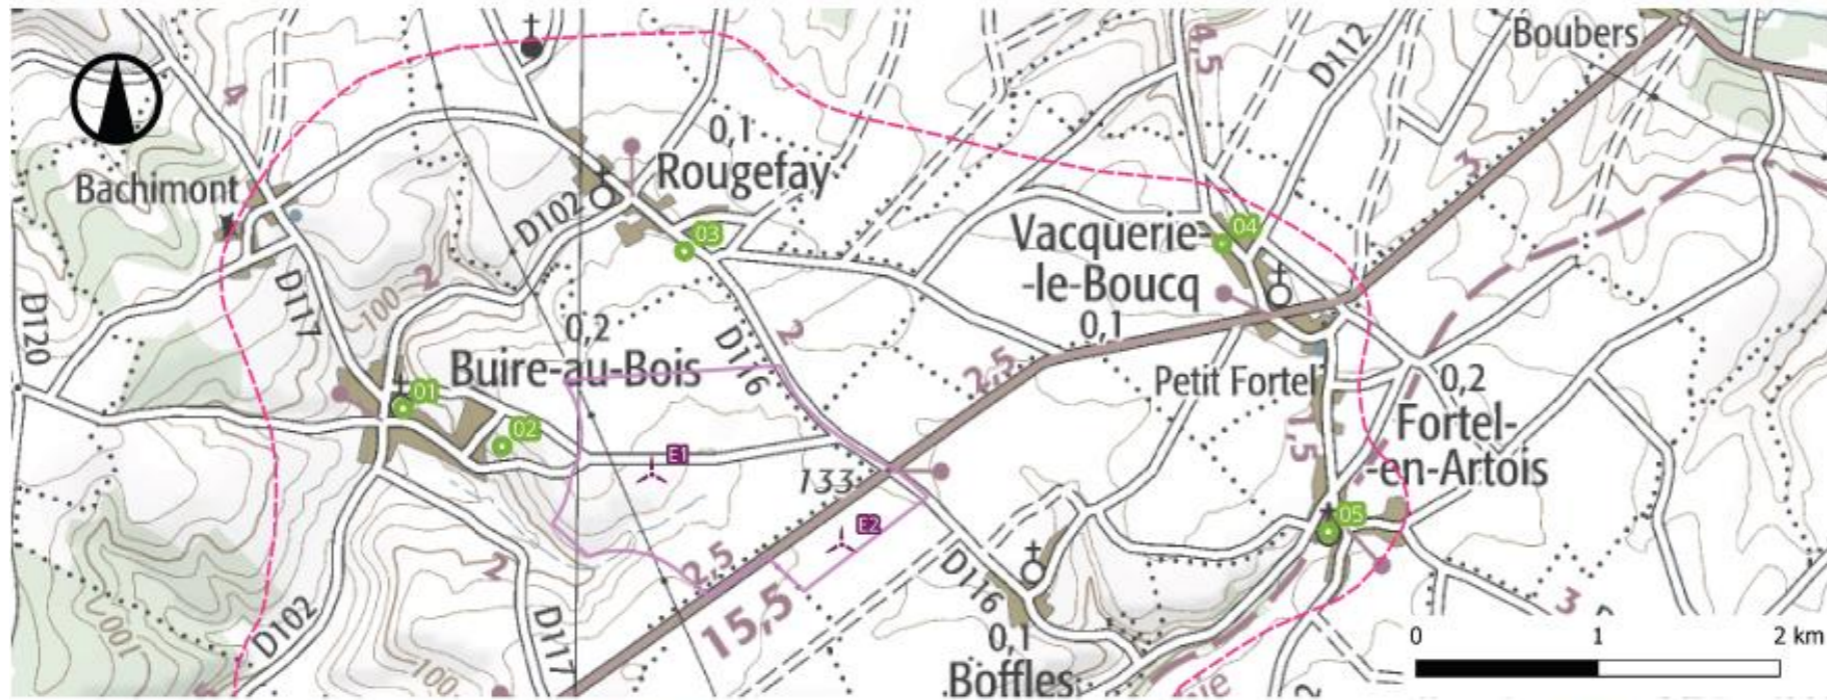 Boubers
D112
4,5
4
0,1
Rougefay
3
Bachimont
D102
03
04
Vacquerie-
-le-Boucq
2
100
D117
0,2
D116
2
0,1
D120
Buire-au-Bois
2,5
Petit Fortel
0,2
01
02
Fortel-
-en-Artois
1,5
E1
133
E2
05
2,5
2
15,5
D116
3
D102
D117
100
100
0,1
Boffles
2
0 1 2 km